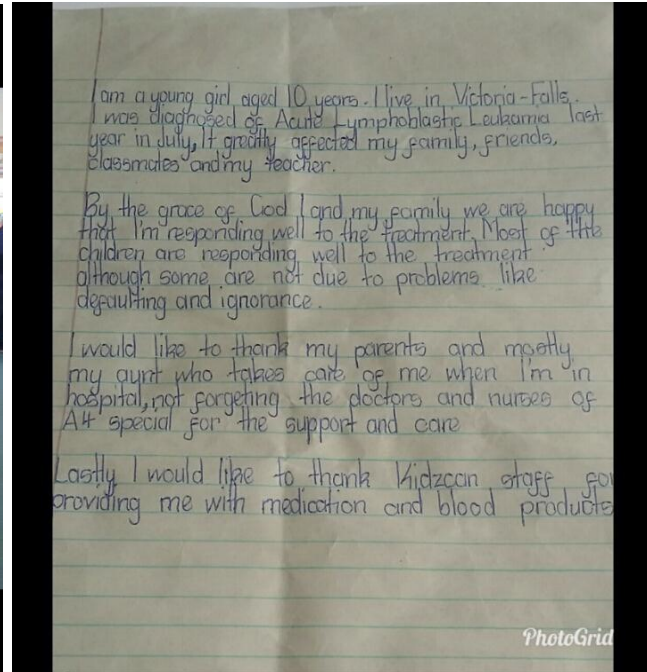 I am a young girl aged 10 years. I live in Victoria-Falls.
I was diagnosed of Acute Lymphoblastic Leukamia last
year in July, It greatly affected my family, friends,
classmates and my teacher.
By the grace of God I and my family we are happy
that I'm responding well to the treatment. Most of the
children are responding well to the treatment
although some are not due to problems like
defaulting and ignorance.
I would like to thank my parents and mostly
my aunt who takes care of me when I'm in
hospital, not forgeting the doctors and nurses of
A4 special for the support and care
Lastly I would like to thank Kidzcan staff for
providing me with medication and blood products
PhotoGrid